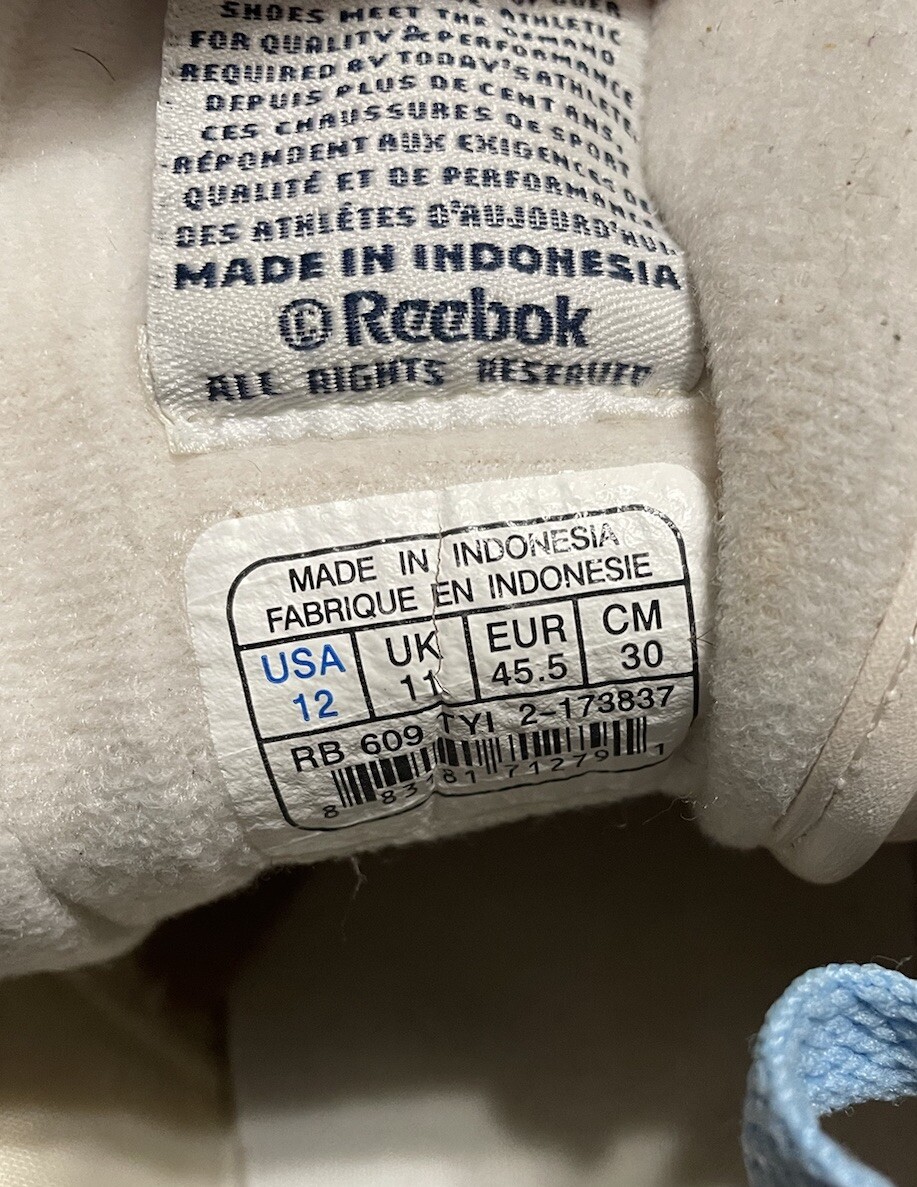 SHOES MEET THE ATHLETIC
FOR QUALITY & PERFORMANCE
REQUIRED BY TODAY'S ATHLETE.
DEPUIS PLUS DE CENT ANS,
CES CHAUSSURES DE SPORT
RÉPONDENT AUX EXIGENCES DE
QUALITÉ ET DE PERFORMANCE
DES ATHLÉTES D'AUJOURD'HUI.
MADE IN INDONESIA
© Reebok
ALL RIGHTS RESERVED
MADE IN INDONESIA
FABRIQUE EN INDONESIE
USA UK EUR CM
12 11 45.5 30
RB 609 TYI 2-173837
8 83181 71279 1